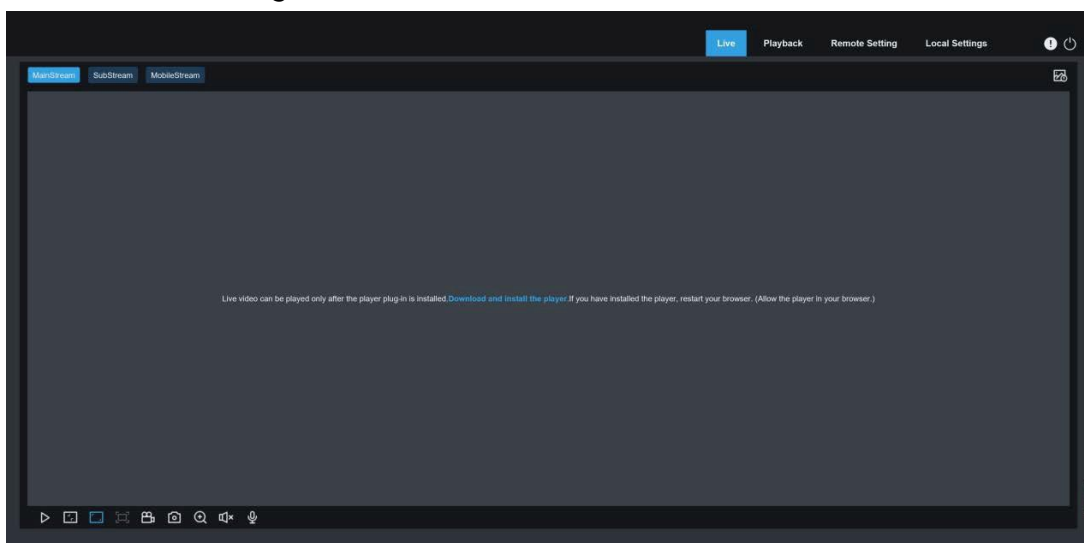 Live Playback Remote Setting Local Settings
MainStream SubStream MobileStream
Live video can be played only after the player plug-in is installed.Download and install the player.If you have installed the player, restart your browser. (Allow the player in your browser.)